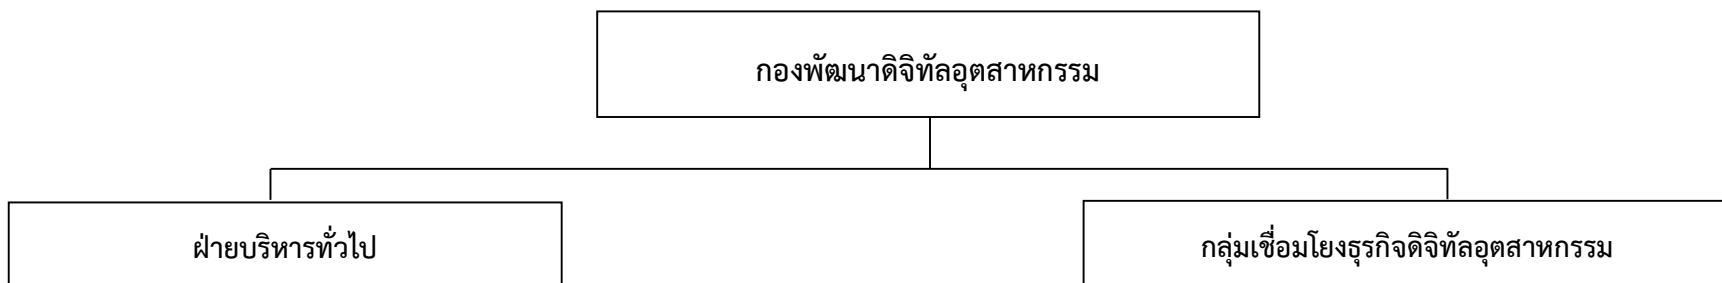 กองพัฒนาดิจิทัลอุตสาหกรรม
ฝ่ายบริหารทั่วไป
กลุ่มเชื่อมโยงธุรกิจดิจิทัลอุตสาหกรรม